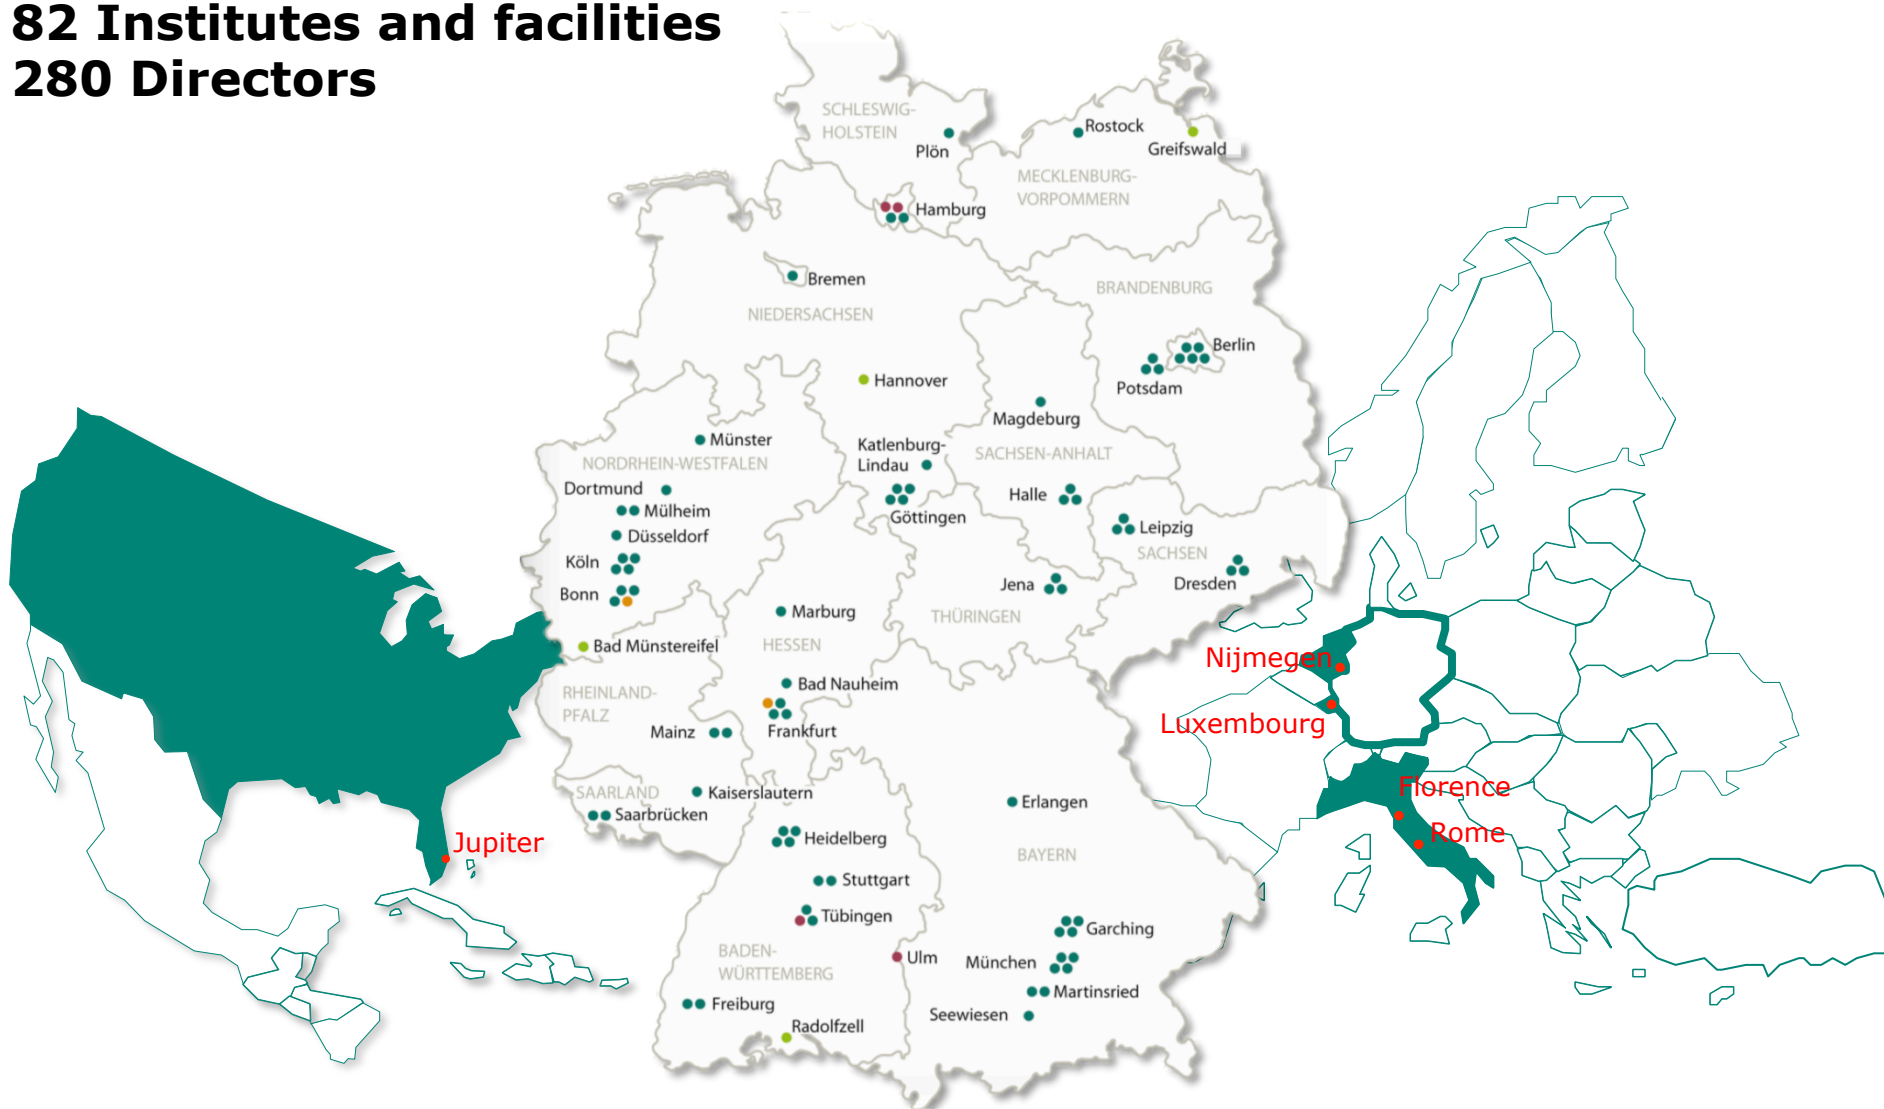 82 Institutes and facilities
280 Directors
SCHLESWIG-
HOLSTEIN
Plön
Rostock
Greifswald
MECKLENBURG-
VORPOMMERN
Hamburg
Bremen
NIEDERSACHSEN
BRANDENBURG
Berlin
Potsdam
Hannover
Magdeburg
Münster
NORDRHEIN-WESTFALEN
Katlenburg-
Lindau
SACHSEN-ANHALT
Dortmund
Mülheim
Halle
Göttingen
Düsseldorf
Leipzig
SACHSEN
Köln
Bonn
Jena
Dresden
Marburg
THÜRINGEN
Bad Münstereifel
HESSEN
RHEINLAND-
PFALZ
Bad Nauheim
Mainz
Frankfurt
SAARLAND
Kaiserslautern
Saarbrücken
Erlangen
Heidelberg
BAYERN
Stuttgart
Tübingen
Garching
BADEN-
WÜRTTEMBERG
Ulm
München
Martinsried
Freiburg
Seewiesen
Radolfzell
Jupiter
Nijmegen
Luxembourg
Florence
Rome